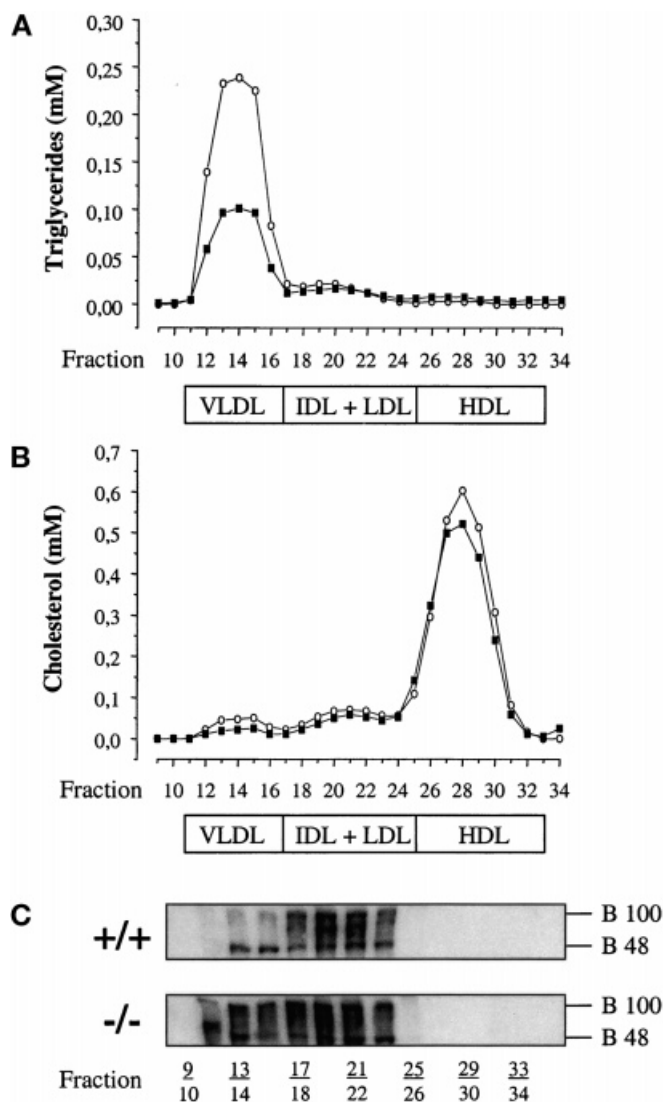 A
Triglycerides (mM)
0,30
0,25
0,20
0,15
0,10
0,05
0,00
Fraction 10 12 14 16 18 20 22 24 26 28 30 32 34
VLDL IDL + LDL HDL
B
Cholesterol (mM)
0,7
0,6
0,5
0,4
0,3
0,2
0,1
0,0
Fraction 10 12 14 16 18 20 22 24 26 28 30 32 34
VLDL IDL + LDL HDL
C
+/+
B 100
B 48
-/-
B 100
B 48
9 13 17 21 25 29 33
Fraction
10 14 18 22 26 30 34